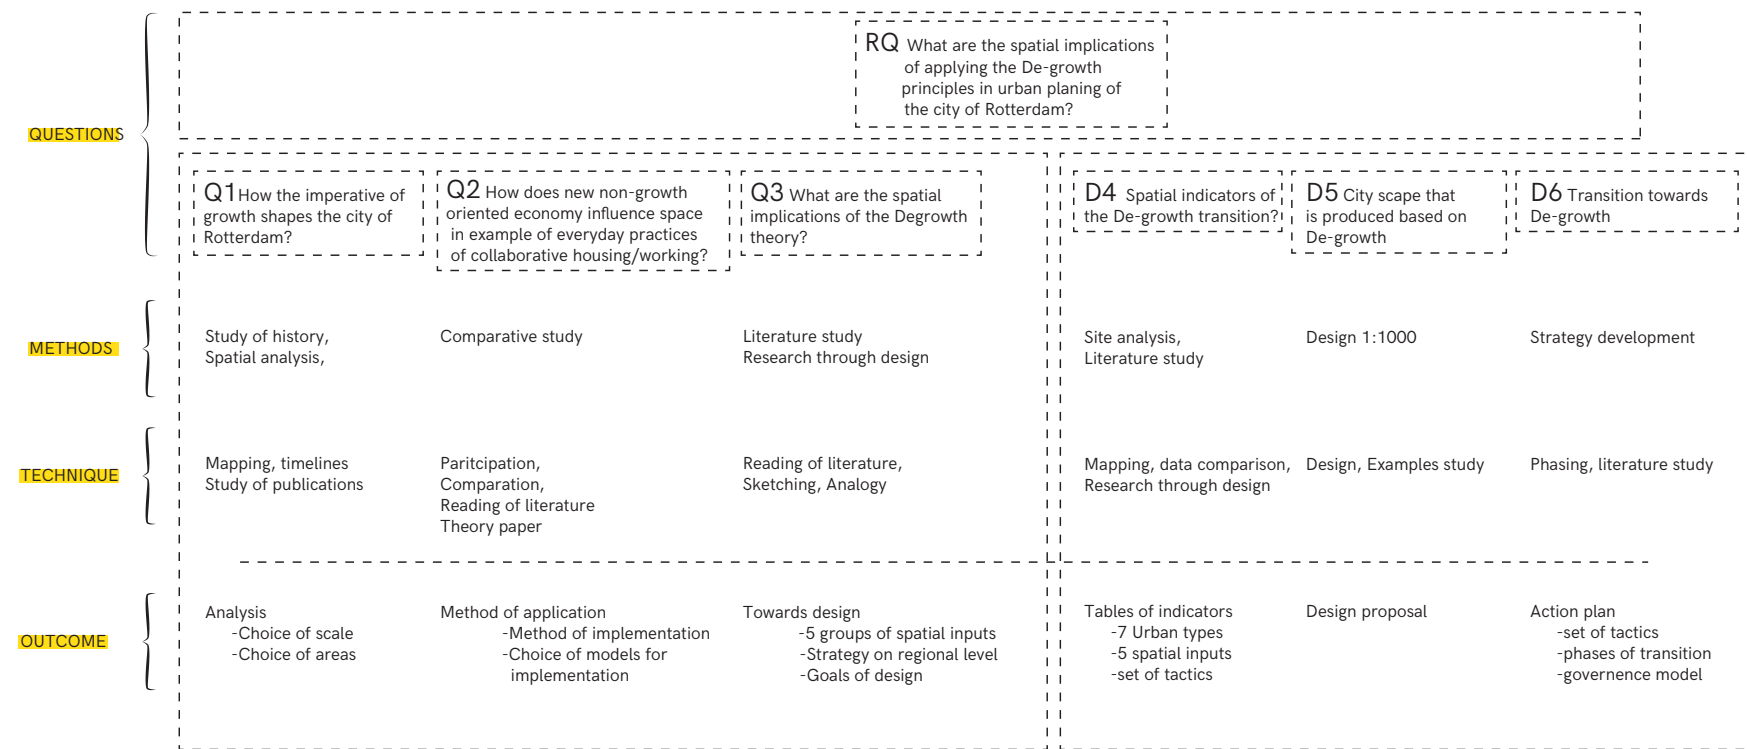 RQ What are the spatial implications
of applying the De-growth
principles in urban planing of
the city of Rotterdam?
QUESTIONS
Q1 How the imperative of
growth shapes the city of
Rotterdam?
Q2 How does new non-growth
oriented economy influence space
in example of everyday practices
of collaborative housing/working?
Q3 What are the spatial
implications of the Degrowth
theory?
D4 Spatial indicators of
the De-growth transition?
D5 City scape that
is produced based on
De-growth
D6 Transition towards
De-growth
METHODS
Study of history,
Spatial analysis,
Comparative study
Literature study
Research through design
Site analysis,
Literature study
Design 1:1000
Strategy development
TECHNIQUE
Mapping, timelines
Study of publications
Paritcipation,
Comparation,
Reading of literature
Theory paper
Reading of literature,
Sketching, Analogy
Mapping, data comparison,
Research through design
Design, Examples study
Phasing, literature study
OUTCOME
Analysis
-Choice of scale
-Choice of areas
Method of application
-Method of implementation
-Choice of models for
implementation
Towards design
-5 groups of spatial inputs
-Strategy on regional level
-Goals of design
Tables of indicators
-7 Urban types
-5 spatial inputs
-set of tactics
Design proposal
Action plan
-set of tactics
-phases of transition
-governence model